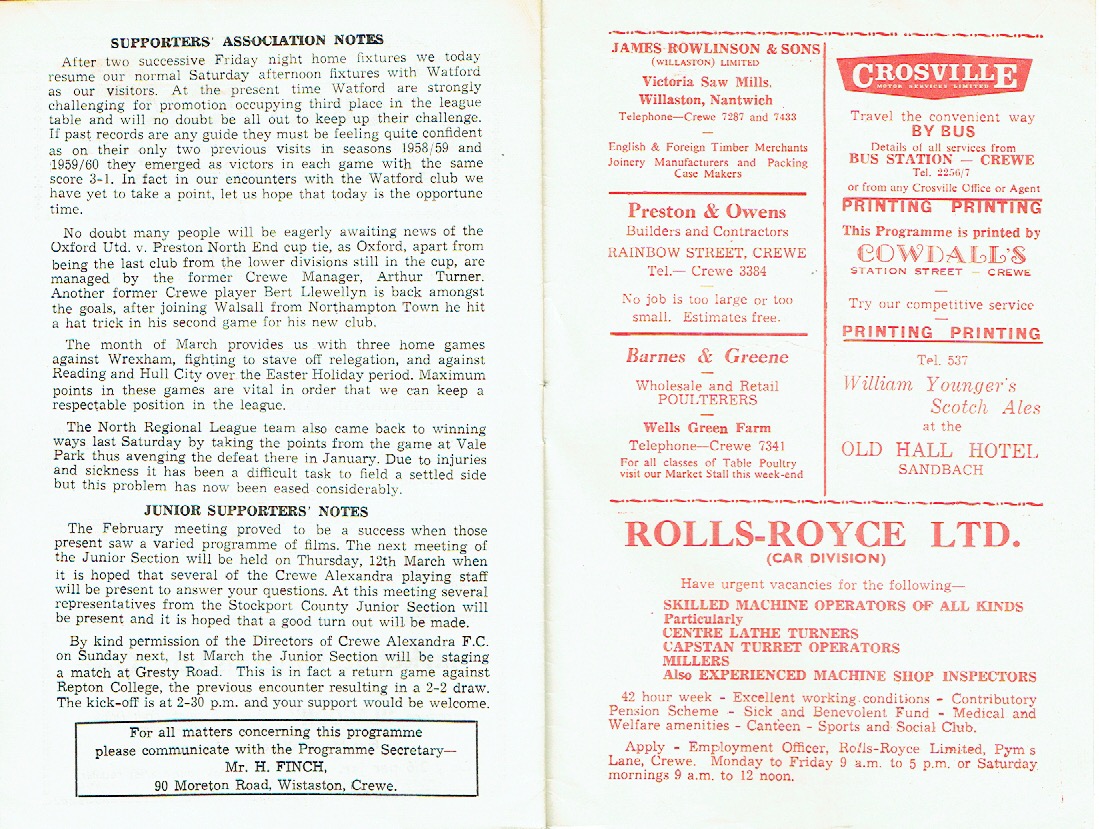 SUPPORTERS' ASSOCIATION NOTES
After two successive Friday night home fixtures we today
resume our normal Saturday afternoon fixtures with Watford
as our visitors. At the present time Watford are strongly
challenging for promotion occupying third place in the league
table and will no doubt be all out to keep up their challenge.
If past records are any guide they must be feeling quite confident
as on their only two previous visits in seasons 1958/59 and
1959/60 they emerged as victors in each game with the same
score 3-1. In fact in our encounters with the Watford club we
have yet to take a point, let us hope that today is the opportune
time.
No doubt many people will be eagerly awaiting news of the
Oxford Utd. v. Preston North End cup tie, as Oxford, apart from
being the last club from the lower divisions still in the cup, are
managed by the former Crewe Manager, Arthur Turner.
Another former Crewe player Bert Llewellyn is back amongst
the goals, after joining Walsall from Northampton Town he hit
a hat trick in his second game for his new club.
The month of March provides us with three home games
against Wrexham, fighting to stave off relegation, and against
Reading and Hull City over the Easter Holiday period. Maximum
points in these games are vital in order that we can keep a
respectable position in the league.
The North Regional League team also came back to winning
ways last Saturday by taking the points from the game at Vale
Park thus avenging the defeat there in January. Due to injuries
and sickness it has been a difficult task to field a settled side
but this problem has now been eased considerably.
JUNIOR SUPPORTERS' NOTES
The February meeting proved to be a success when those
present saw a varied programme of films. The next meeting of
the Junior Section will be held on Thursday, 12th March when
it is hoped that several of the Crewe Alexandra playing staff
will be present to answer your questions. At this meeting several
representatives from the Stockport County Junior Section will
be present and it is hoped that a good turn out will be made.
By kind permission of the Directors of Crewe Alexandra F.C.
on Sunday next, 1st March the Junior Section will be staging
a match at Gresty Road. This is in fact a return game against
Repton College, the previous encounter resulting in a 2-2 draw.
The kick-off is at 2-30 p.m. and your support would be welcome.
For all matters concerning this programme
please communicate with the Programme Secretary—
Mr. H. FINCH,
90 Moreton Road, Wistaston, Crewe.
JAMES ROWLINSON & SONS
(WILLASTON) LIMITED
Victoria Saw Mills,
Willaston, Nantwich
Telephone—Crewe 7287 and 7433
English & Foreign Timber Merchants
Joinery Manufacturers and Packing
Case Makers
Preston & Owens
Builders and Contractors
RAINBOW STREET, CREWE
Tel.— Crewe 3384
No job is too large or too
small. Estimates free.
Barnes & Greene
Wholesale and Retail
POULTERERS
Wells Green Farm
Telephone—Crewe 7341
For all classes of Table Poultry
visit our Market Stall this week-end
CROSVILLE
MOTOR SERVICES LIMITED
Travel the convenient way
BY BUS
Details of all services from
BUS STATION — CREWE
Tel. 2256/7
or from any Crosville Office or Agent
PRINTING PRINTING
This Programme is printed by
COWDALL'S
STATION STREET - CREWE
Try our competitive service
PRINTING PRINTING
Tel. 537
William Younger's
Scotch Ales
at the
OLD HALL HOTEL
SANDBACH
ROLLS-ROYCE LTD.
(CAR DIVISION)
Have urgent vacancies for the following—
SKILLED MACHINE OPERATORS OF ALL KINDS
Particularly
CENTRE LATHE TURNERS
CAPSTAN TURRET OPERATORS
MILLERS
Also EXPERIENCED MACHINE SHOP INSPECTORS
42 hour week - Excellent working conditions - Contributory
Pension Scheme - Sick and Benevolent Fund - Medical and
Welfare amenities - Canteen - Sports and Social Club.
Apply - Employment Officer, Rolls-Royce Limited, Pym s
Lane, Crewe. Monday to Friday 9 a.m. to 5 p.m. or Saturday
mornings 9 a.m. to 12 noon.